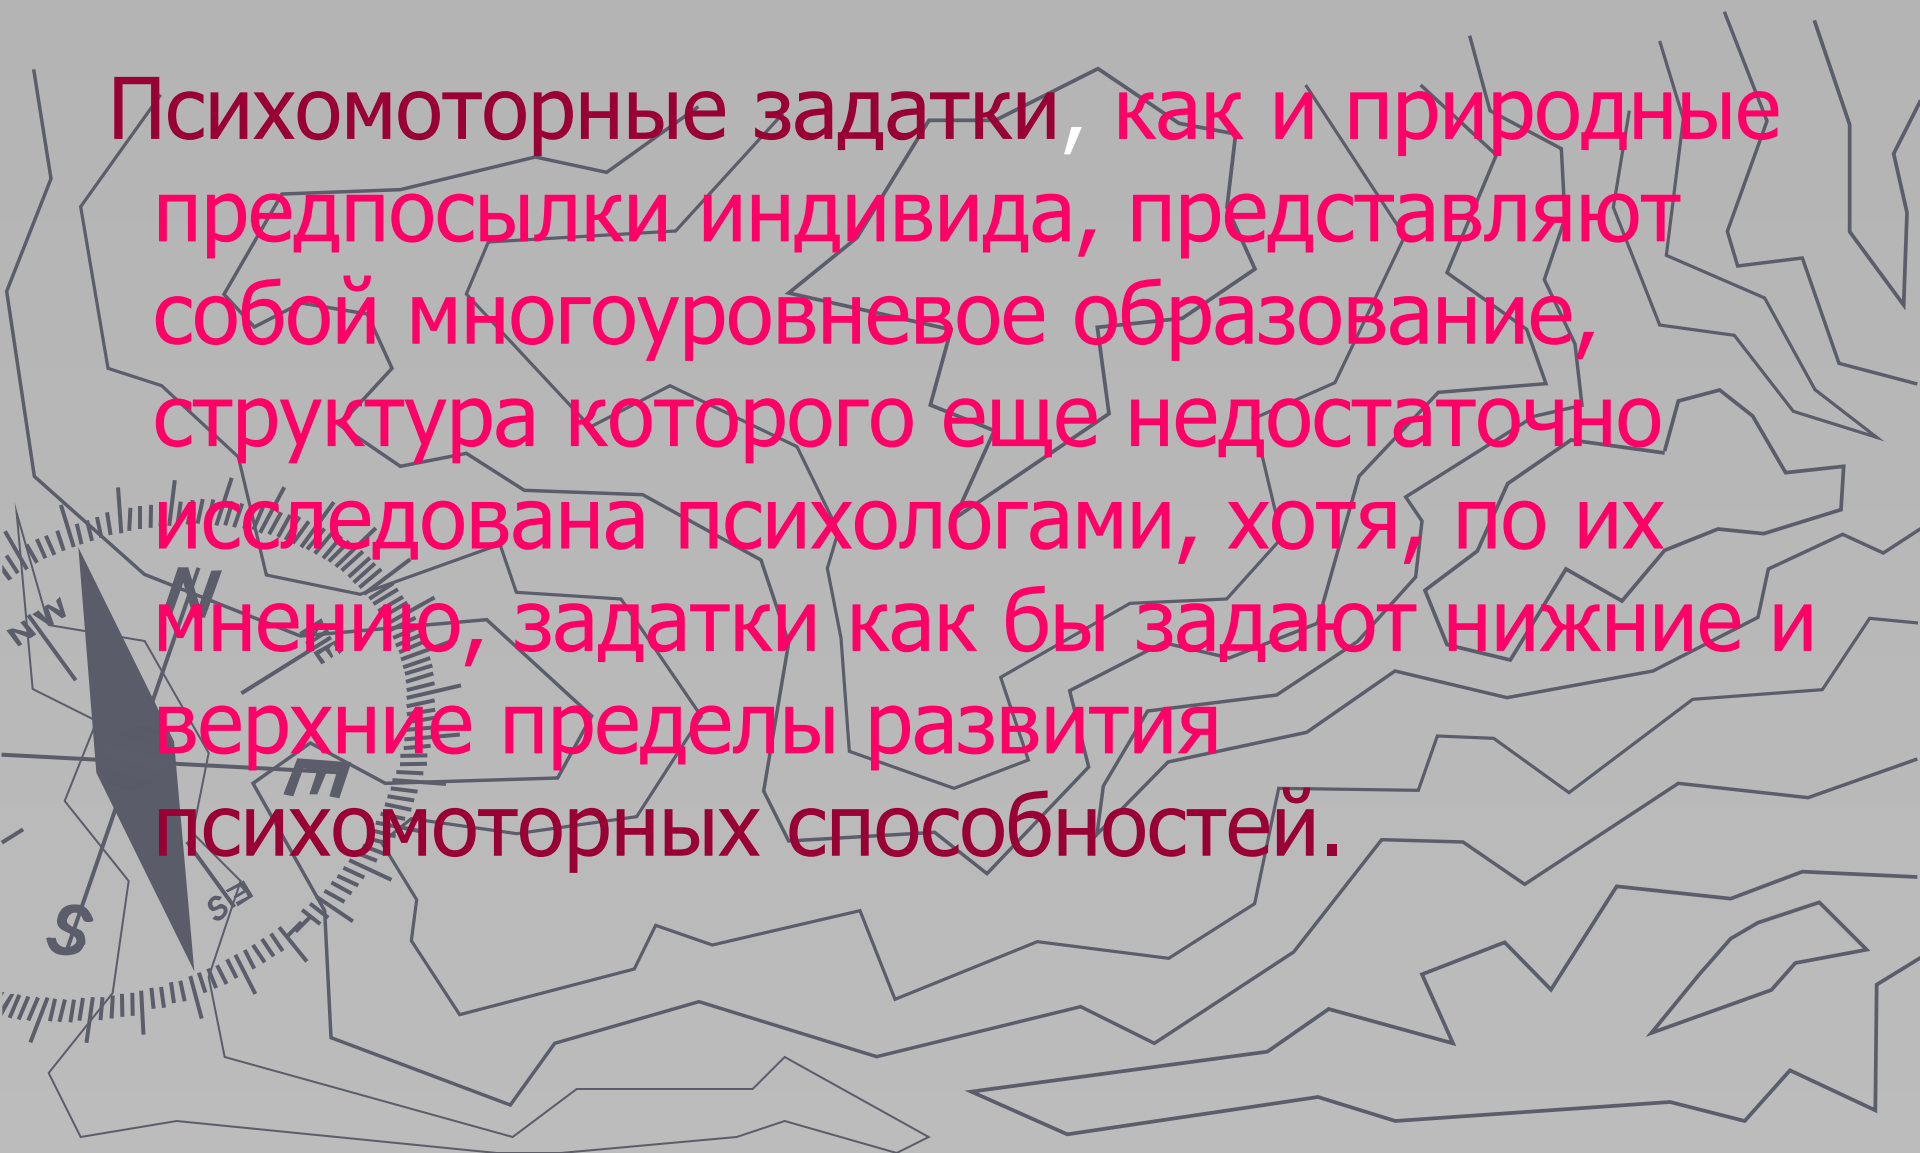 Психомоторные задатки, как и природные
предпосылки индивида, представляют
собой многоуровневое образование,
структура которого еще недостаточно
исследована психологами, хотя, по их
мнению, задатки как бы задают нижние и
верхние пределы развития
психомоторных способностей.
N
NW
E
S